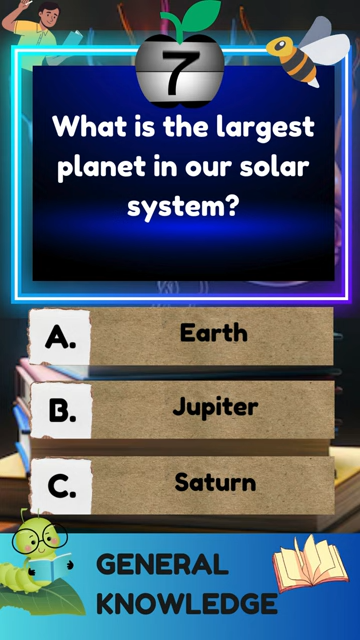 7
What is the largest
planet in our solar
system?
A. Earth
B. Jupiter
C. Saturn
GENERAL
KNOWLEDGE